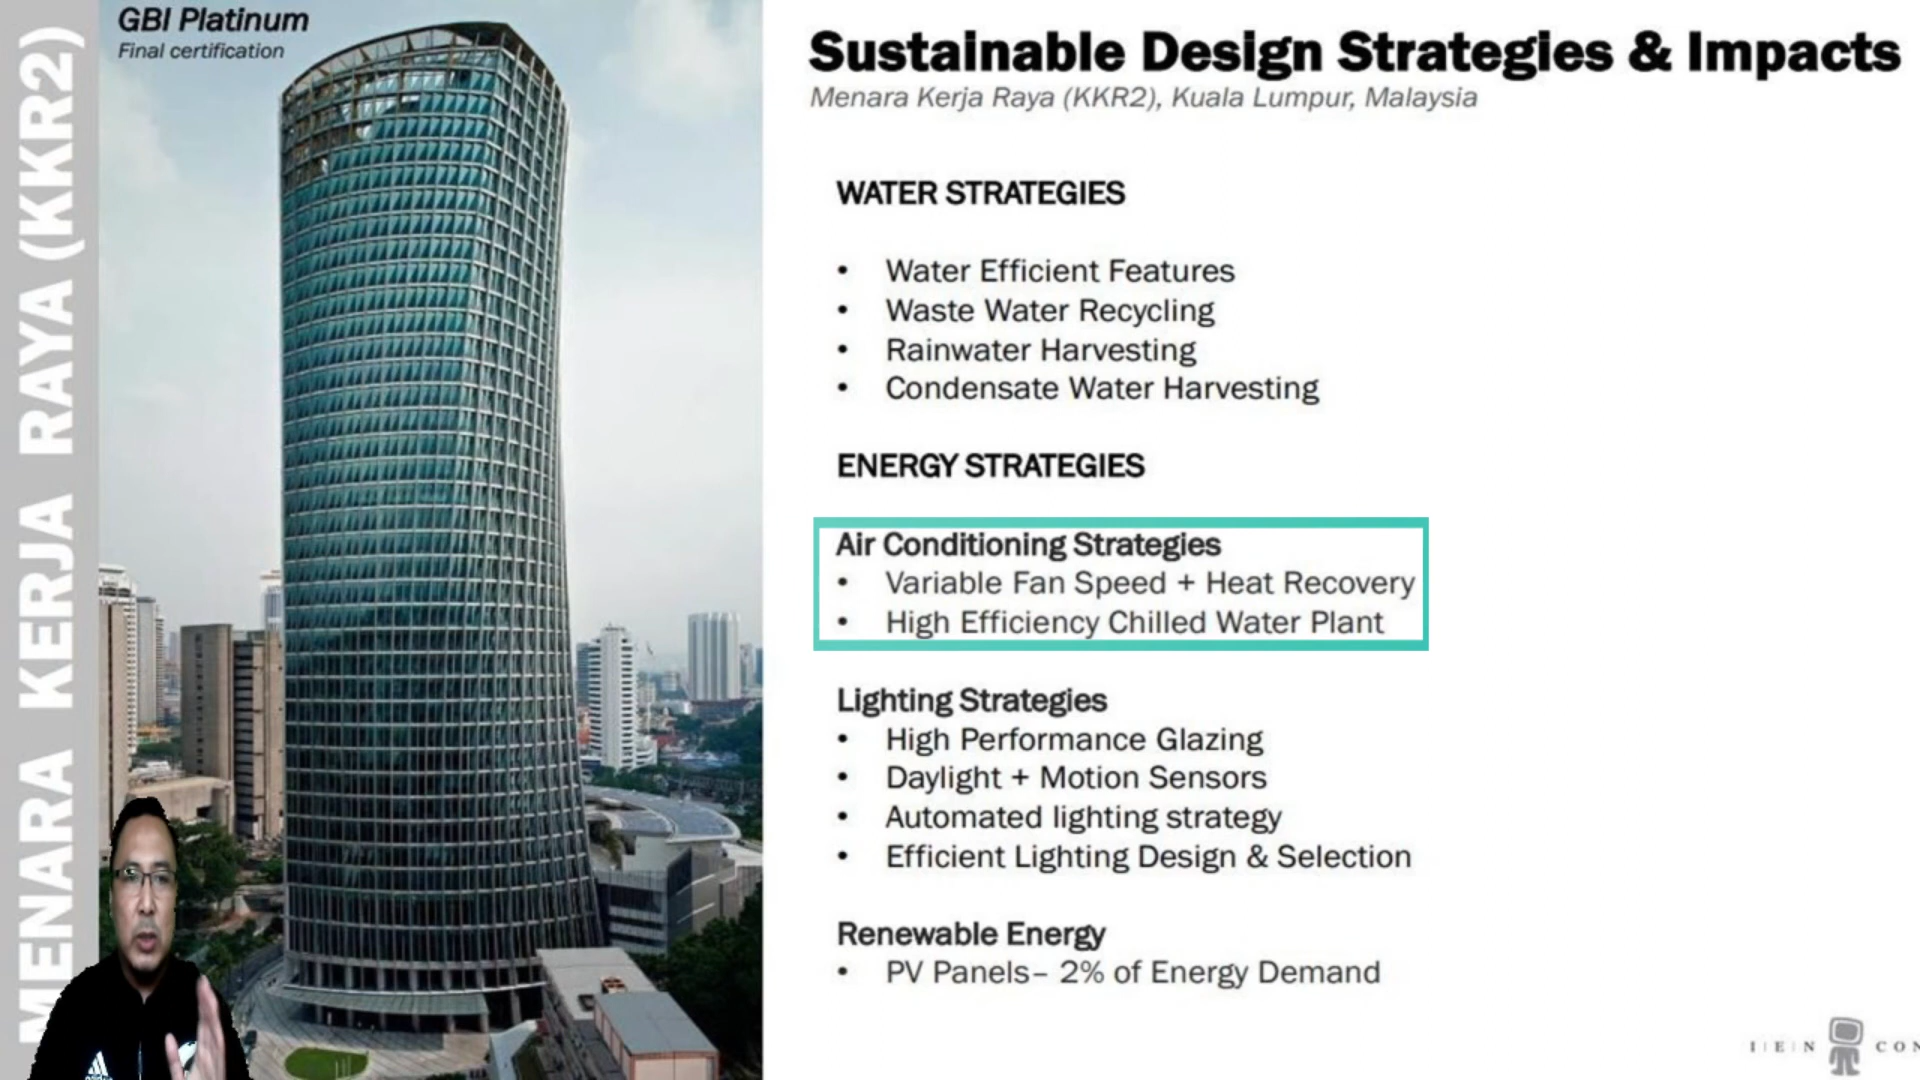 GBI Platinum
Final certification
MENARA KERJA RAYA (KKR2)
Sustainable Design Strategies & Impacts
Menara Kerja Raya (KKR2), Kuala Lumpur, Malaysia
WATER STRATEGIES
• Water Efficient Features
• Waste Water Recycling
• Rainwater Harvesting
• Condensate Water Harvesting
ENERGY STRATEGIES
Air Conditioning Strategies
• Variable Fan Speed + Heat Recovery
• High Efficiency Chilled Water Plant
Lighting Strategies
• High Performance Glazing
• Daylight + Motion Sensors
• Automated lighting strategy
• Efficient Lighting Design & Selection
Renewable Energy
• PV Panels– 2% of Energy Demand
I|E|N CON